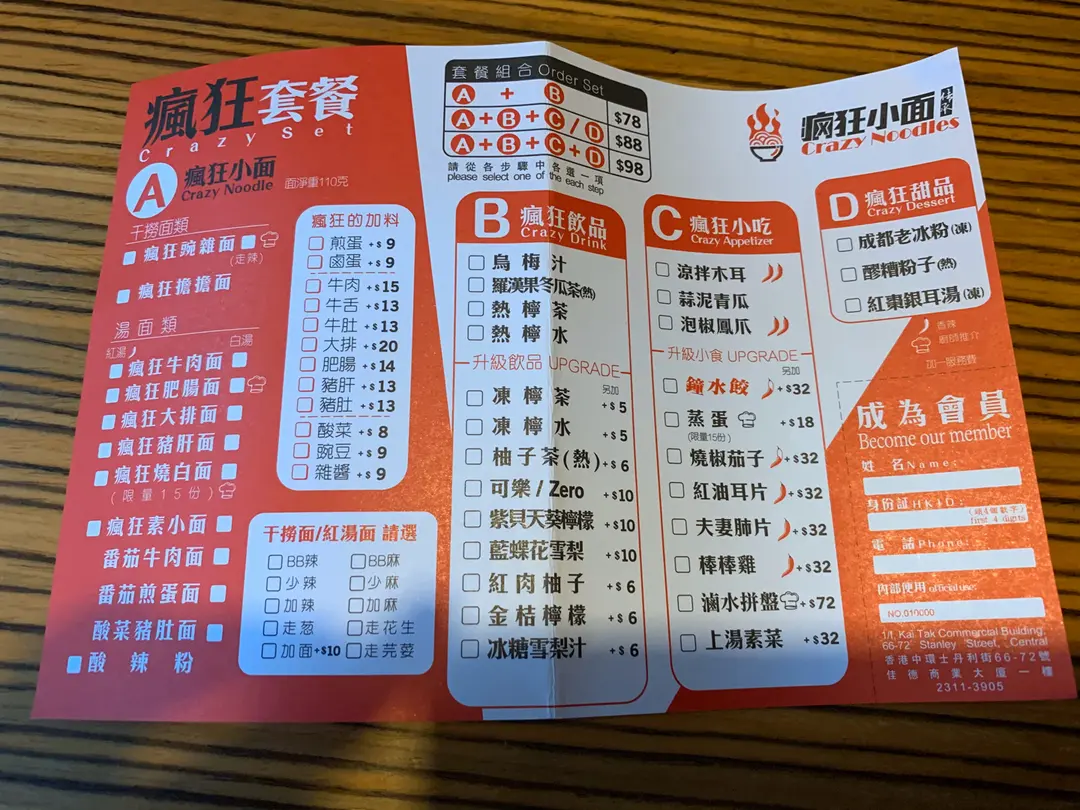 瘋狂套餐
Crazy Set
A 瘋狂小面
Crazy Noodle
面淨重110克
干撈面類
瘋狂豌雜面
(走辣)
瘋狂擔擔面
湯面類
紅湯 白湯
瘋狂牛肉面
瘋狂肥腸面
瘋狂大排面
瘋狂豬肝面
瘋狂燒白面
(限量15份)
瘋狂素小面
番茄牛肉面
番茄煎蛋面
酸菜豬肚面
酸辣粉
瘋狂的加料
煎蛋 +$9
鹵蛋 +$9
牛肉 +$15
牛舌 +$13
牛肚 +$13
大排 +$20
肥腸 +$14
豬肝 +$13
豬肚 +$13
酸菜 +$8
豌豆 +$9
雜醬 +$9
干撈面/紅湯面 請選
BB辣 BB麻
少辣 少麻
加辣 加麻
走葱 走花生
加面+$10 走芫荽
套餐組合 Order Set
A + B $78
A+B+C/D $88
A+B+C+D $98
請從各步驟中各選一項
please select one of the each step
B 瘋狂飲品
Crazy Drink
烏梅汁
羅漢果冬瓜茶(熱)
熱檸茶
熱檸水
升級飲品 UPGRADE
另加
凍檸茶 +$5
凍檸水 +$5
柚子茶(熱) +$6
可樂/Zero +$10
紫貝天葵檸檬 +$10
藍蝶花雪梨 +$10
紅肉柚子 +$6
金桔檸檬 +$6
冰糖雪梨汁 +$6
C 瘋狂小吃
Crazy Appetizer
涼拌木耳
蒜泥青瓜
泡椒鳳爪
升級小食 UPGRADE
另加
鐘水餃 +$32
蒸蛋 +$18
(限量15份)
燒椒茄子 +$32
紅油耳片 +$32
夫妻肺片 +$32
棒棒雞 +$32
滷水拼盤 +$72
上湯素菜 +$32
瘋狂小面
Crazy Noodles
D 瘋狂甜品
Crazy Dessert
成都老冰粉(凍)
醪糟粉子(熱)
紅棗銀耳湯(凍)
香辣
廚師推介
加一服務費
成為會員
Become our member
姓 名Name:
身份証HKID:
(頭4個數字)
first 4 digits
電 話Phone:
內部使用 official use:
NO.010000
1/f, Kai Tak Commercial Building,
66-72 Stanley Street, Central
香港中環士丹利街66-72號
佳德商業大廈一樓
2311-3905